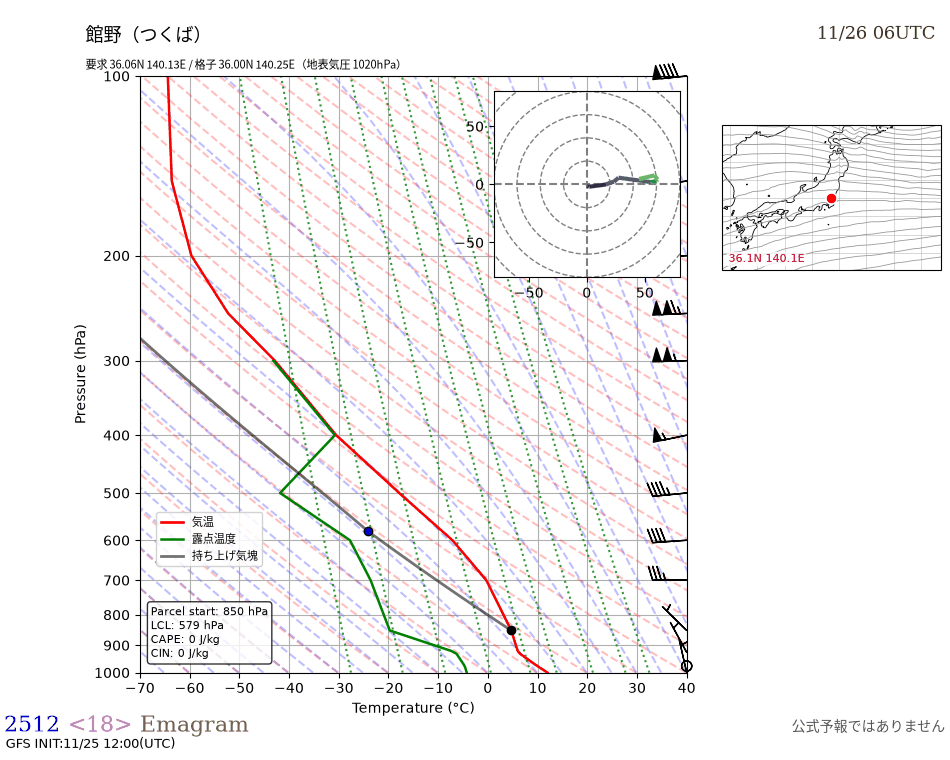 館野（つくば）
11/26 06UTC
要求 36.06N 140.13E / 格子 36.00N 140.25E（地表気圧 1020hPa）
100
200
300
400
500
600
700
800
900
1000
Pressure (hPa)
−70 −60 −50 −40 −30 −20 −10 0 10 20 30 40
Temperature (°C)
50
0
−50
−50 0 50
36.1N 140.1E
気温
露点温度
持ち上げ気塊
Parcel start: 850 hPa
LCL: 579 hPa
CAPE: 0 J/kg
CIN: 0 J/kg
2512 <18> Emagram
公式予報ではありません
GFS INIT:11/25 12:00(UTC)